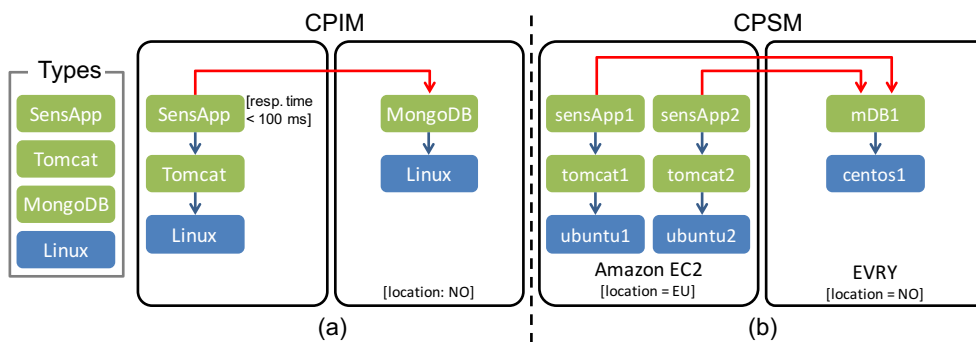 CPIM
CPSM
Types
SensApp
Tomcat
MongoDB
Linux
SensApp
[resp. time
< 100 ms]
Tomcat
Linux
MongoDB
Linux
[location: NO]
(a)
sensApp1
sensApp2
tomcat1
tomcat2
ubuntu1
ubuntu2
Amazon EC2
[location = EU]
mDB1
centos1
EVRY
[location = NO]
(b)